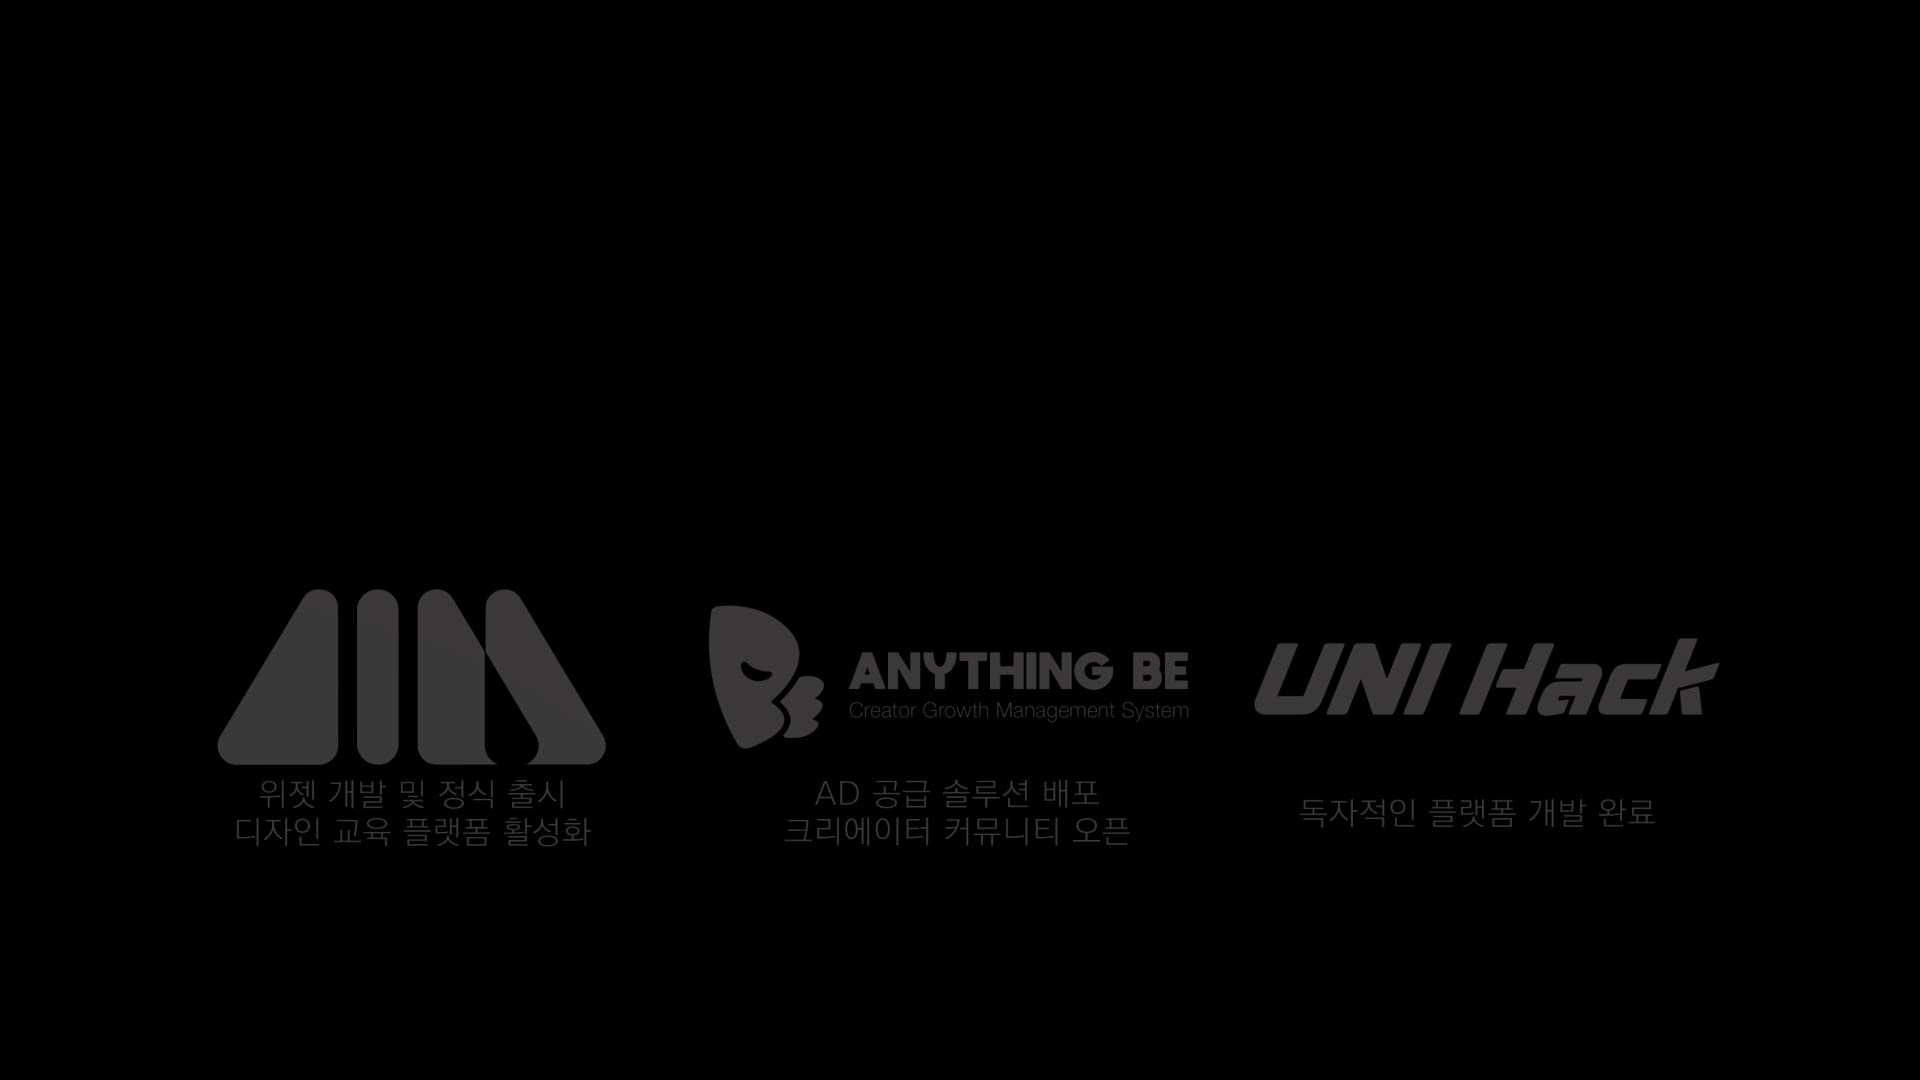 위젯 개발 및 정식 출시
디자인 교육 플랫폼 활성화
ANYTHING BE
Creator Growth Management System
AD 공급 솔루션 배포
크리에이터 커뮤니티 오픈
UNI Hack
독자적인 플랫폼 개발 완료